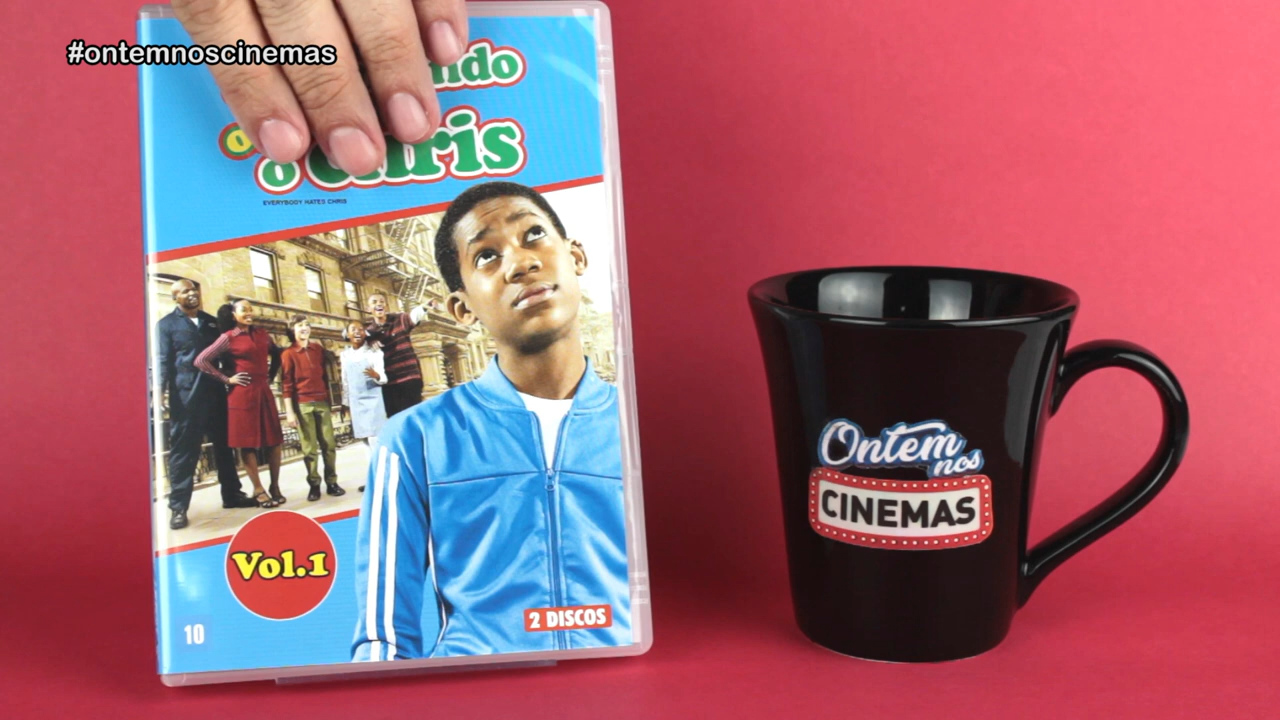 #ontemnoscinemas
ndo
o
o Chris
EVERYBODY HATES CHRIS
Vol.1
10
2 DISCOS
Ontem
nos
CINEMAS